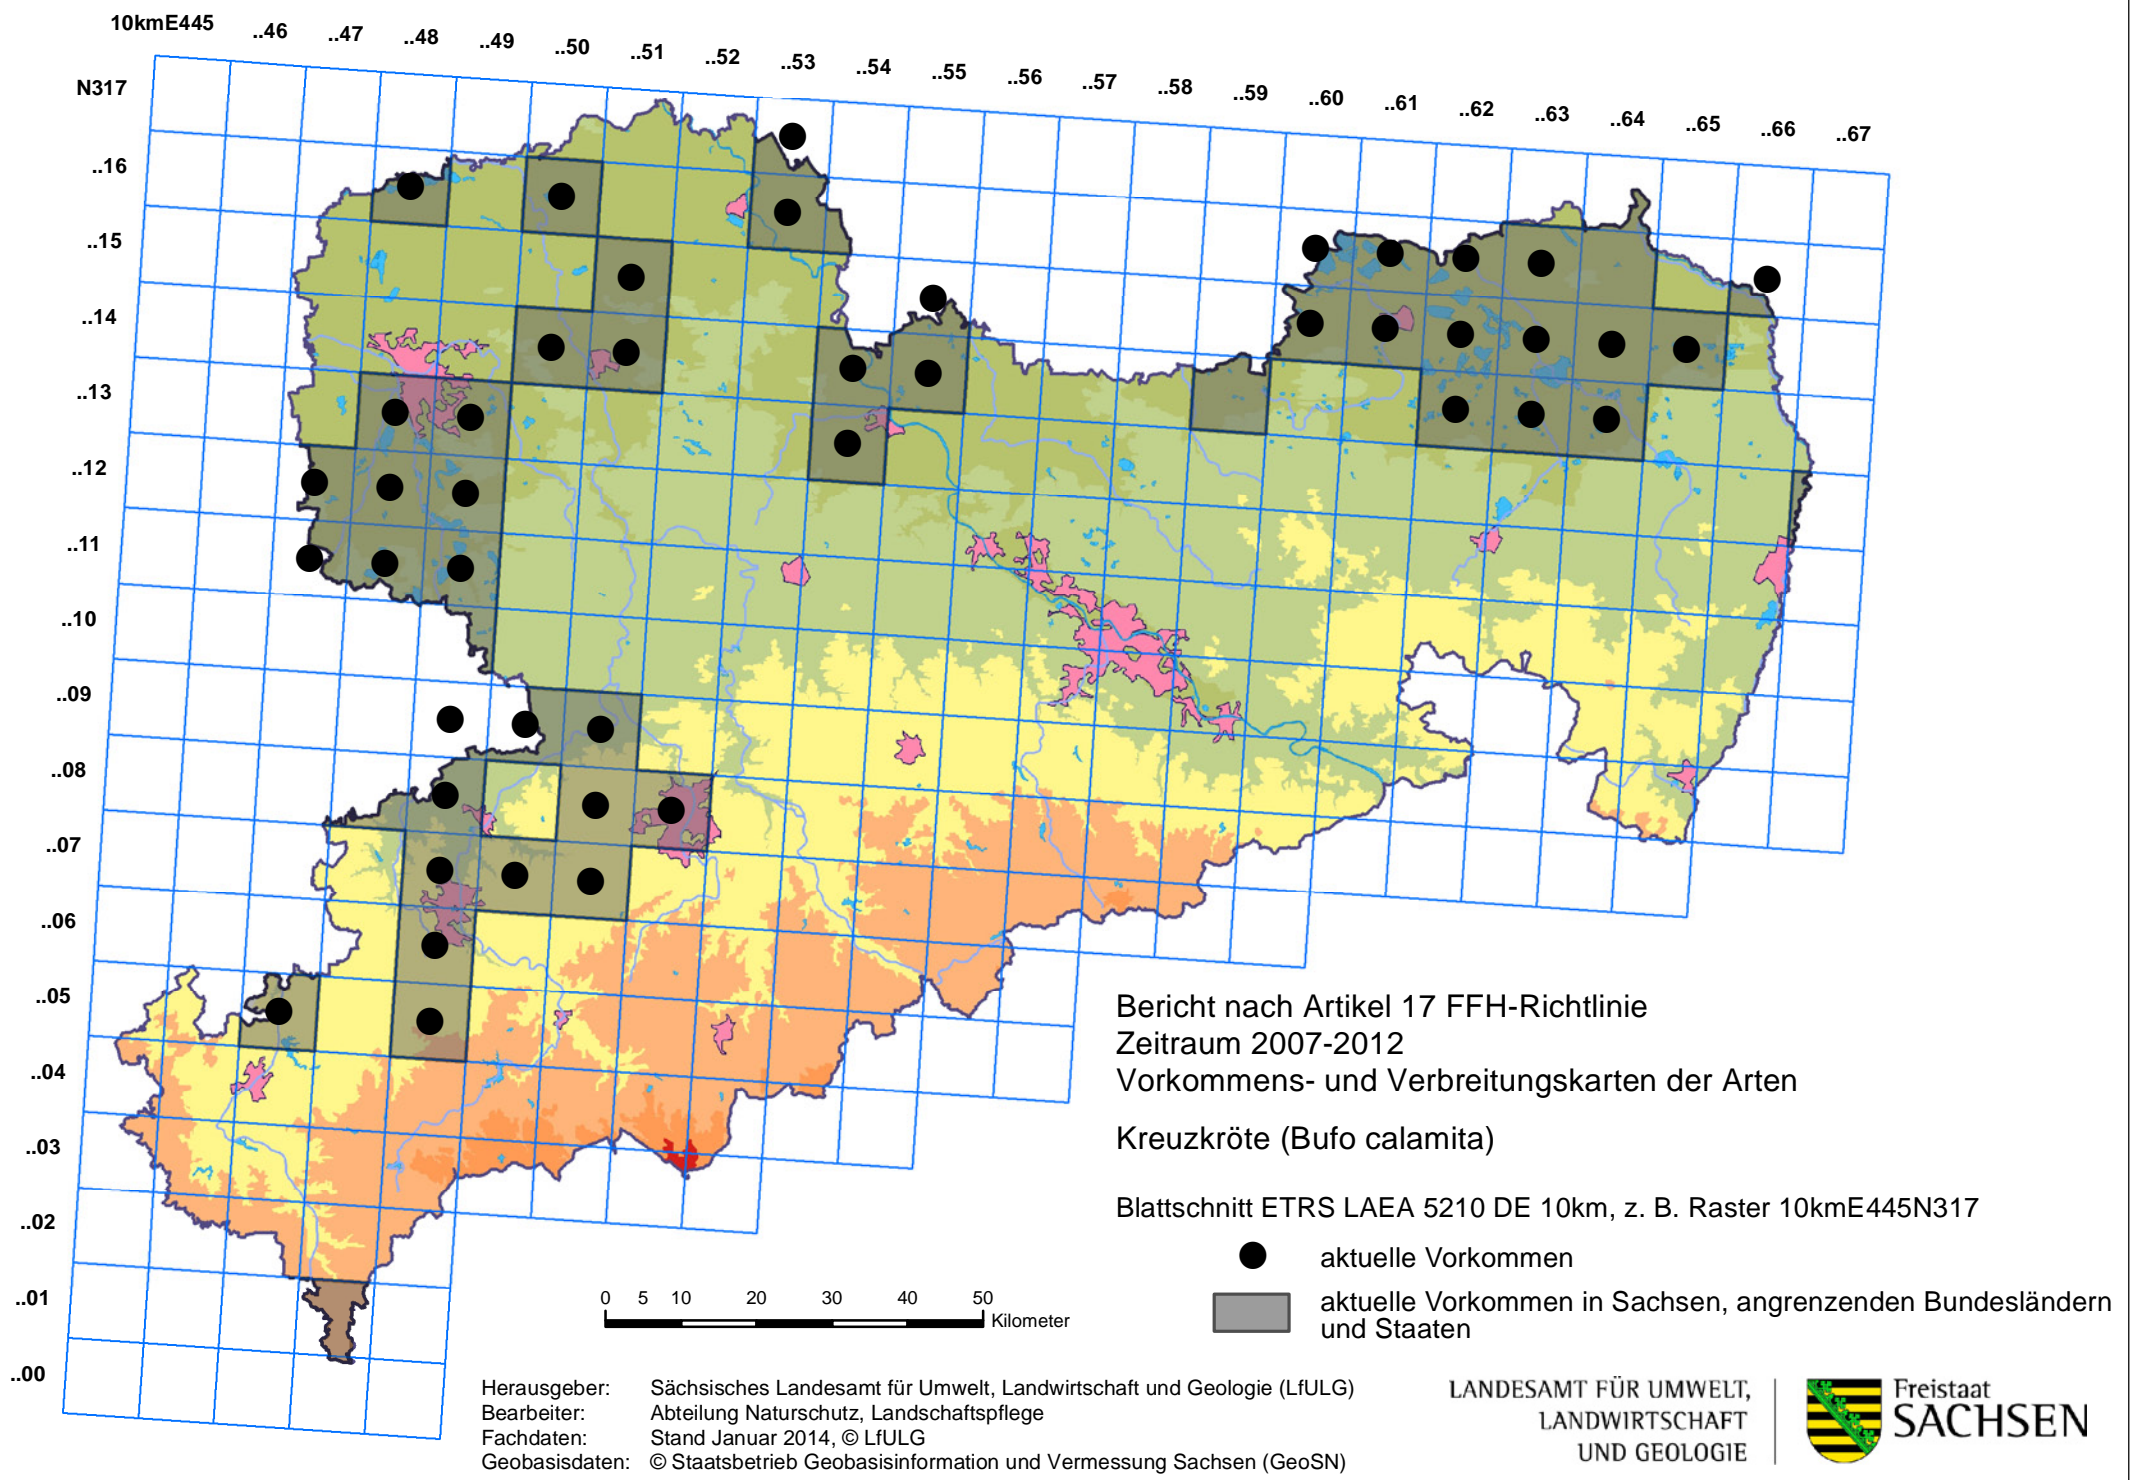 10kmE445 ..46 ..47 ..48 ..49 ..50 ..51 ..52 ..53 ..54 ..55 ..56 ..57 ..58 ..59 ..60 ..61 ..62 ..63 ..64 ..65 ..66 ..67
N317
..16
..15
..14
..13
..12
..11
..10
..09
..08
..07
..06
..05
..04
..03
..02
..01
..00
Bericht nach Artikel 17 FFH-Richtlinie
Zeitraum 2007-2012
Vorkommens- und Verbreitungskarten der Arten
Kreuzkröte (Bufo calamita)
Blattschnitt ETRS LAEA 5210 DE 10km, z. B. Raster 10kmE445N317
aktuelle Vorkommen
aktuelle Vorkommen in Sachsen, angrenzenden Bundesländern
und Staaten
0 5 10 20 30 40 50
Kilometer
Herausgeber: Sächsisches Landesamt für Umwelt, Landwirtschaft und Geologie (LfULG)
Bearbeiter: Abteilung Naturschutz, Landschaftspflege
Fachdaten: Stand Januar 2014, © LfULG
Geobasisdaten: © Staatsbetrieb Geobasisinformation und Vermessung Sachsen (GeoSN)
LANDESAMT FÜR UMWELT,
LANDWIRTSCHAFT
UND GEOLOGIE
Freistaat
SACHSEN